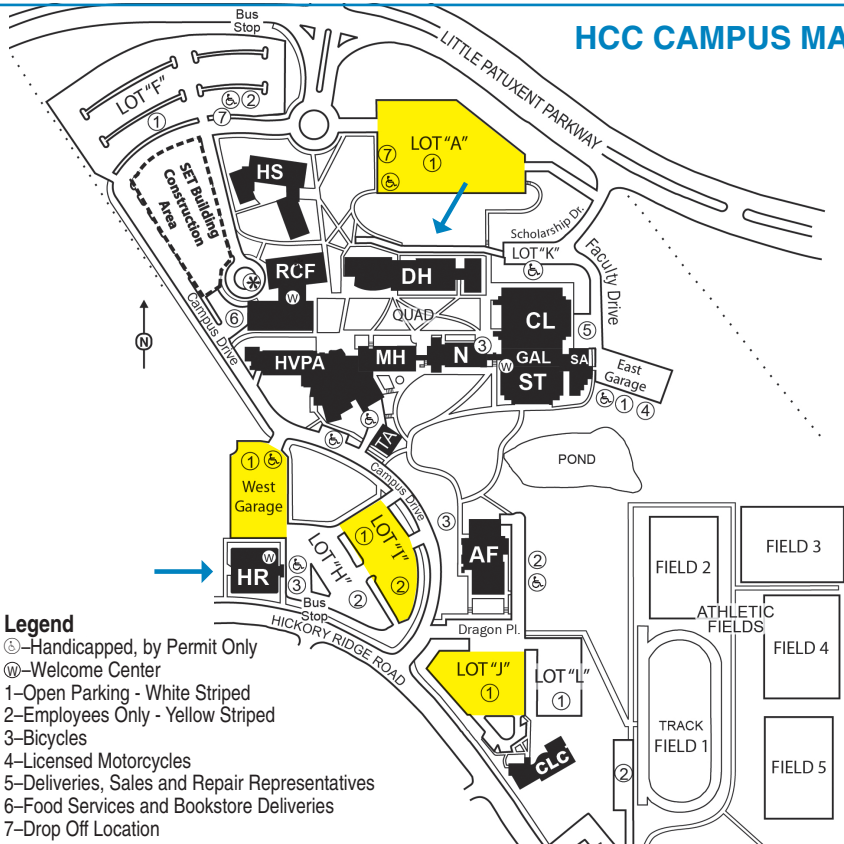 HCC CAMPUS MA
Bus
Stop
LITTLE PATUXENT PARKWAY
LOT "F"
1
2
7
LOT "A"
7
1
SET Building
Construction
Area
HS
Scholarship Dr.
LOT "K"
Faculty Drive
RCF
W
DH
*
6
QUAD
CL
5
Campus Drive
N
HVPA
MH
N
3
W
GAL
SA
ST
East
Garage
1 4
TA
POND
Campus Drive
1
West
Garage
LOT "I"
1
2
3
AF
2
LOT "H"
2
HR
W
3
Bus
Stop
HICKORY RIDGE ROAD
Dragon Pl.
LOT "J"
1
LOT "L"
1
CLC
2
FIELD 2
FIELD 3
ATHLETIC
FIELDS
FIELD 4
TRACK
FIELD 1
FIELD 5
Legend
–Handicapped, by Permit Only
W–Welcome Center
1–Open Parking - White Striped
2–Employees Only - Yellow Striped
3–Bicycles
4–Licensed Motorcycles
5–Deliveries, Sales and Repair Representatives
6–Food Services and Bookstore Deliveries
7–Drop Off Location